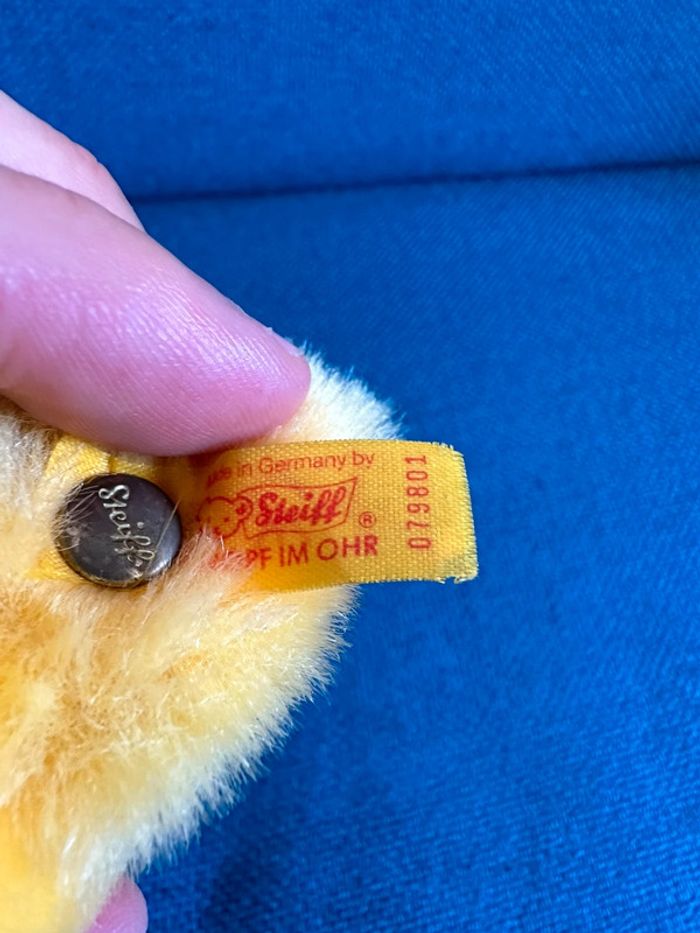 in Germany by
Steiff ®
IM OHR
079801
Steiff